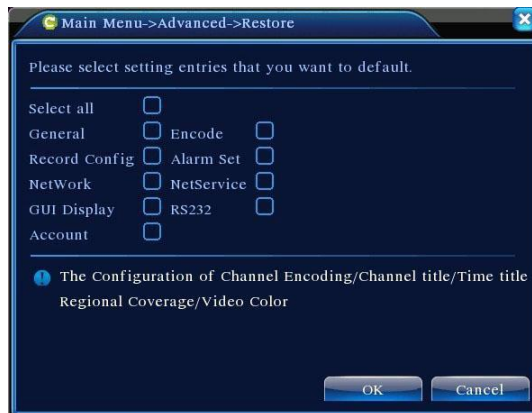 Main Menu->Advanced->Restore
Please select setting entries that you want to default.
Select all
General Encode
Record Config Alarm Set
NetWork NetService
GUI Display RS232
Account
The Configuration of Channel Encoding/Channel title/Time title
Regional Coverage/Video Color
OK Cancel